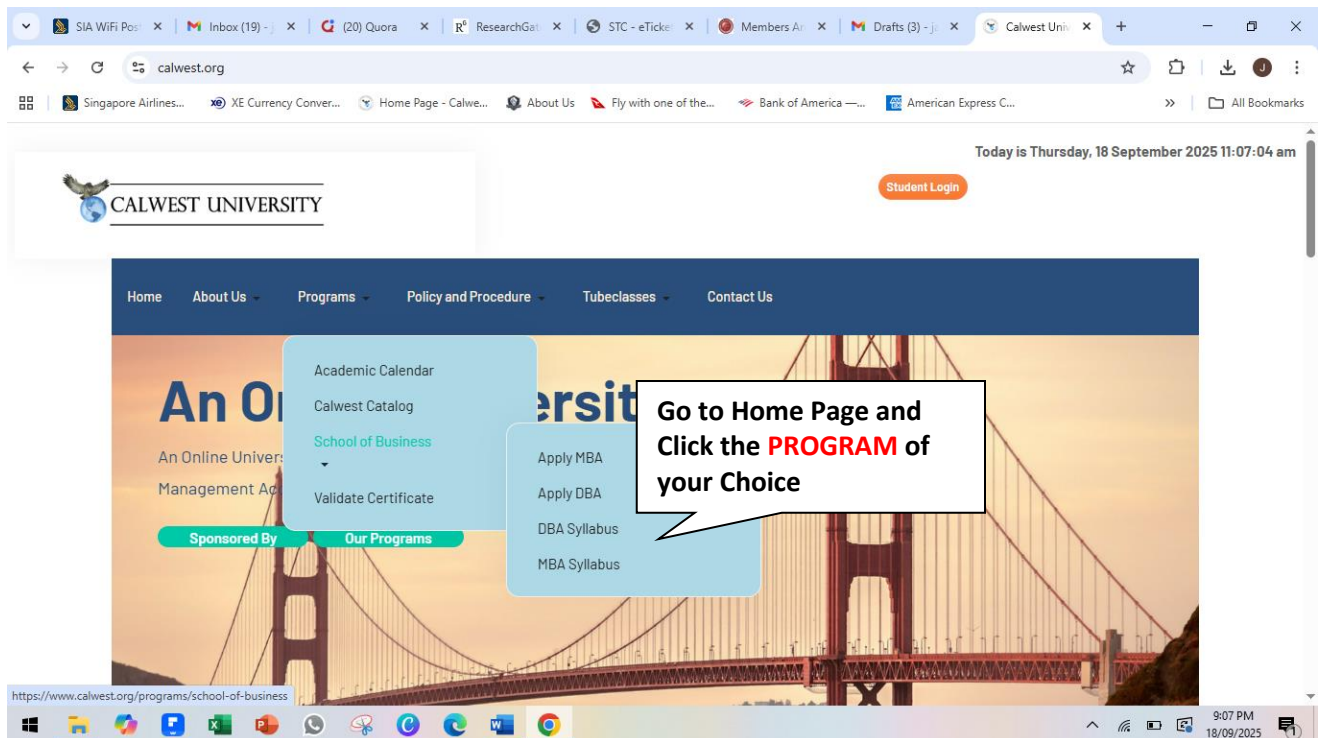 SIA WiFi Pos
Inbox (19) - j
(20) Quora
ResearchGat
STC - eTicke
Members Ar
Drafts (3) - ja
Calwest Univ
calwest.org
Singapore Airlines...
XE Currency Conver...
Home Page - Calwe...
About Us
Fly with one of the...
Bank of America —...
American Express C...
All Bookmarks
Today is Thursday, 18 September 2025 11:07:04 am
Student Login
CALWEST UNIVERSITY
Home About Us Programs Policy and Procedure Tubeclasses Contact Us
Academic Calendar
Calwest Catalog
School of Business
Validate Certificate
Apply MBA
Apply DBA
DBA Syllabus
MBA Syllabus
An O ersit
An Online Univer
Management Ac
Sponsored By Our Programs
Go to Home Page and
Click the PROGRAM of
your Choice
https://www.calwest.org/programs/school-of-business
9:07 PM
18/09/2025